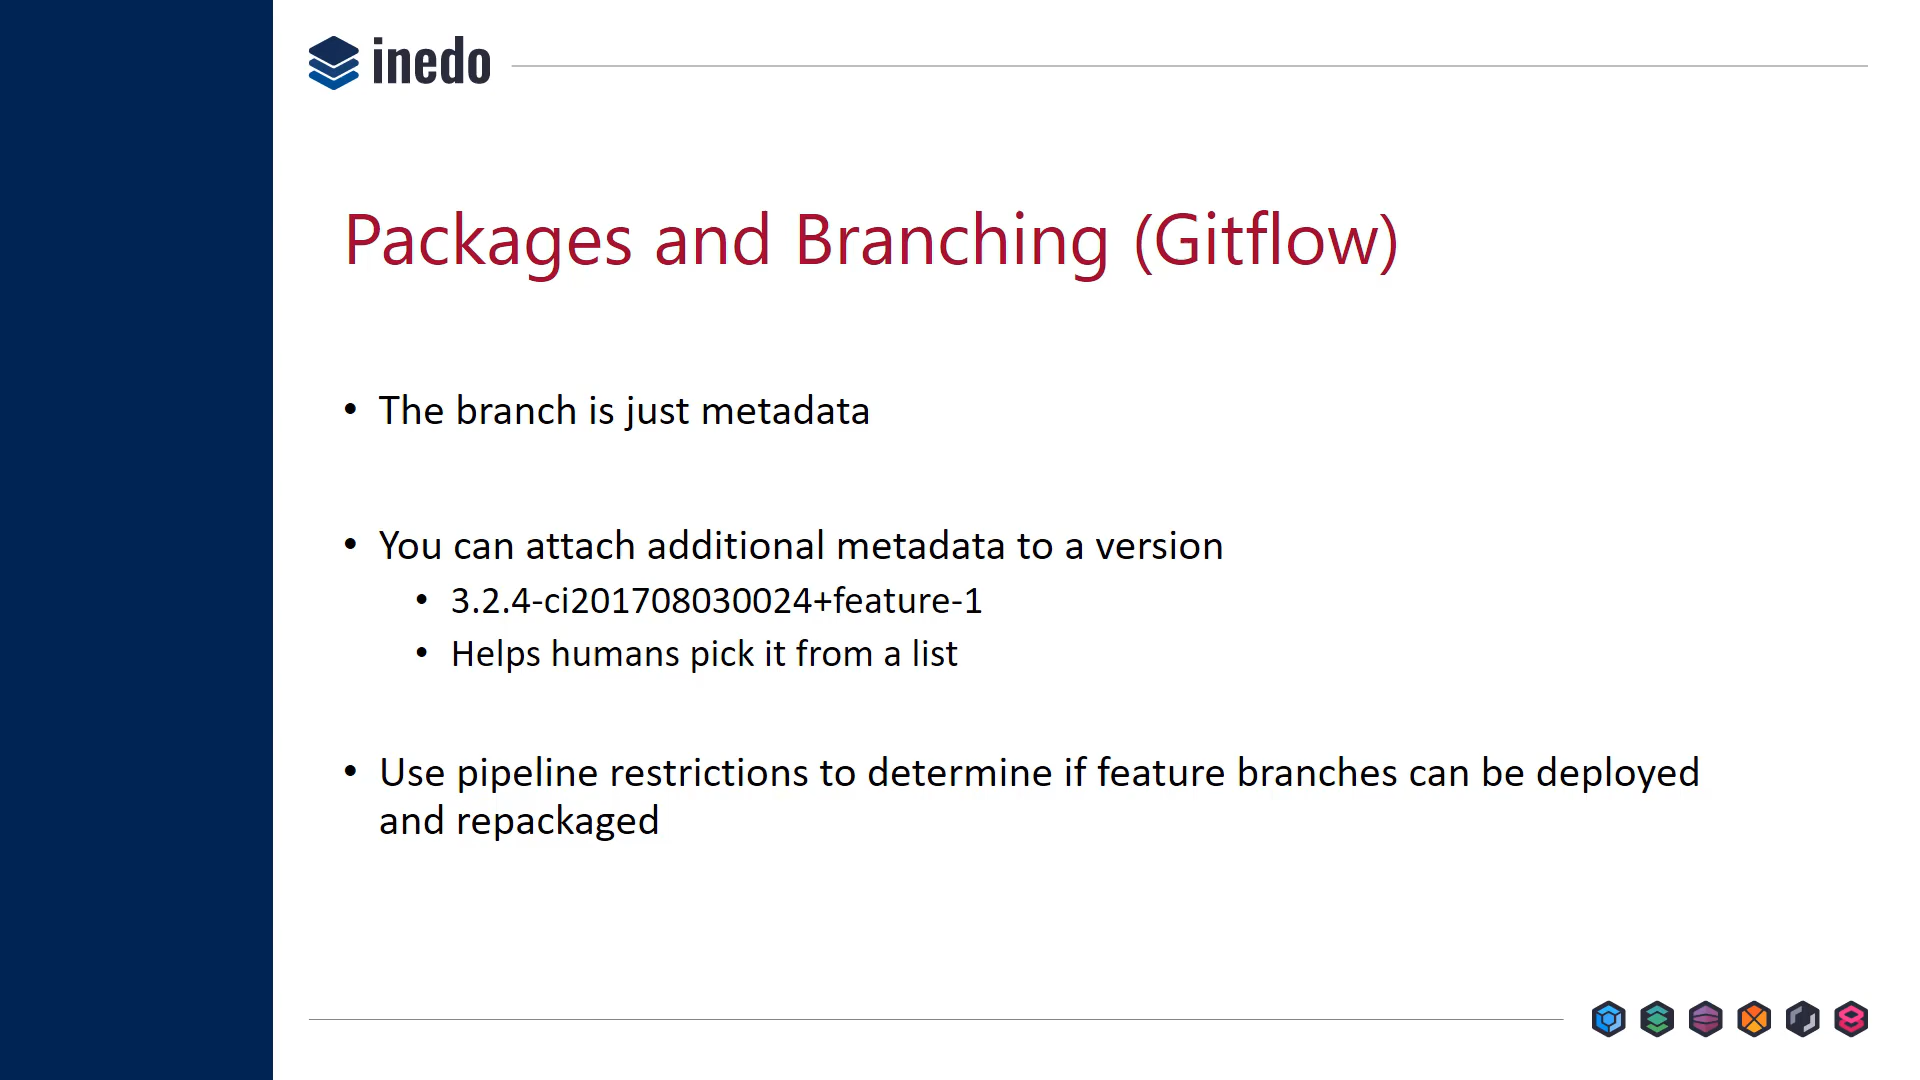 inedo
Packages and Branching (Gitflow)
• The branch is just metadata
• You can attach additional metadata to a version
• 3.2.4-ci201708030024+feature-1
• Helps humans pick it from a list
• Use pipeline restrictions to determine if feature branches can be deployed
and repackaged